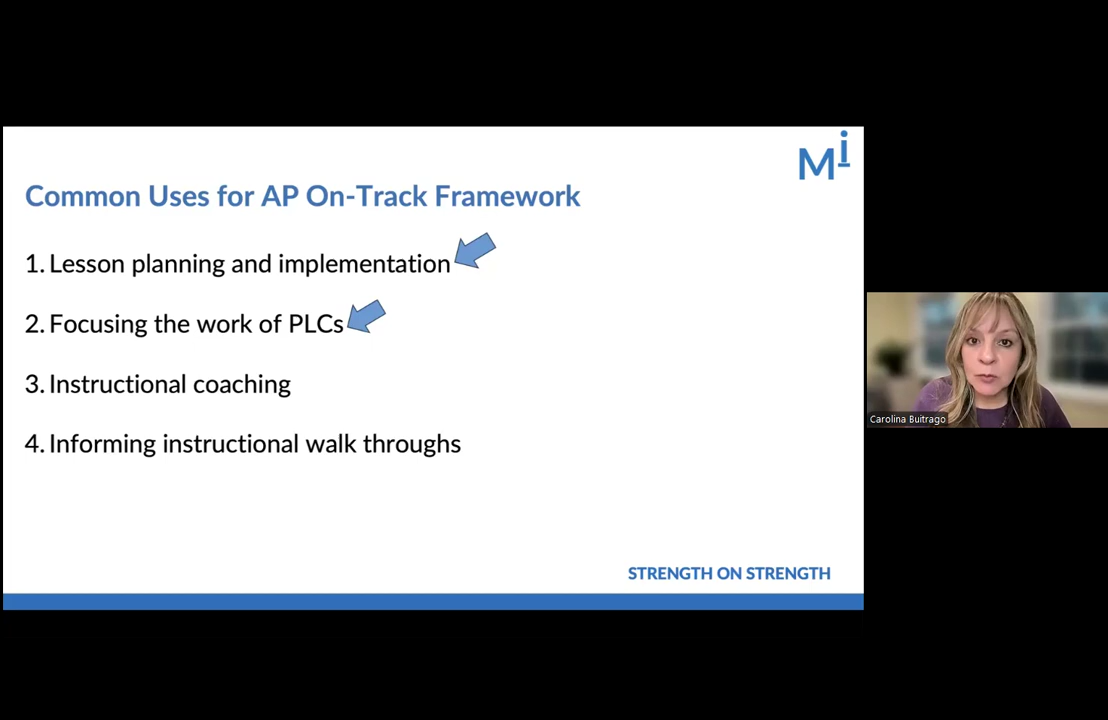 Mi
Common Uses for AP On-Track Framework
1. Lesson planning and implementation
2. Focusing the work of PLCs
3. Instructional coaching
4. Informing instructional walk throughs
STRENGTH ON STRENGTH
Carolina Buitrago